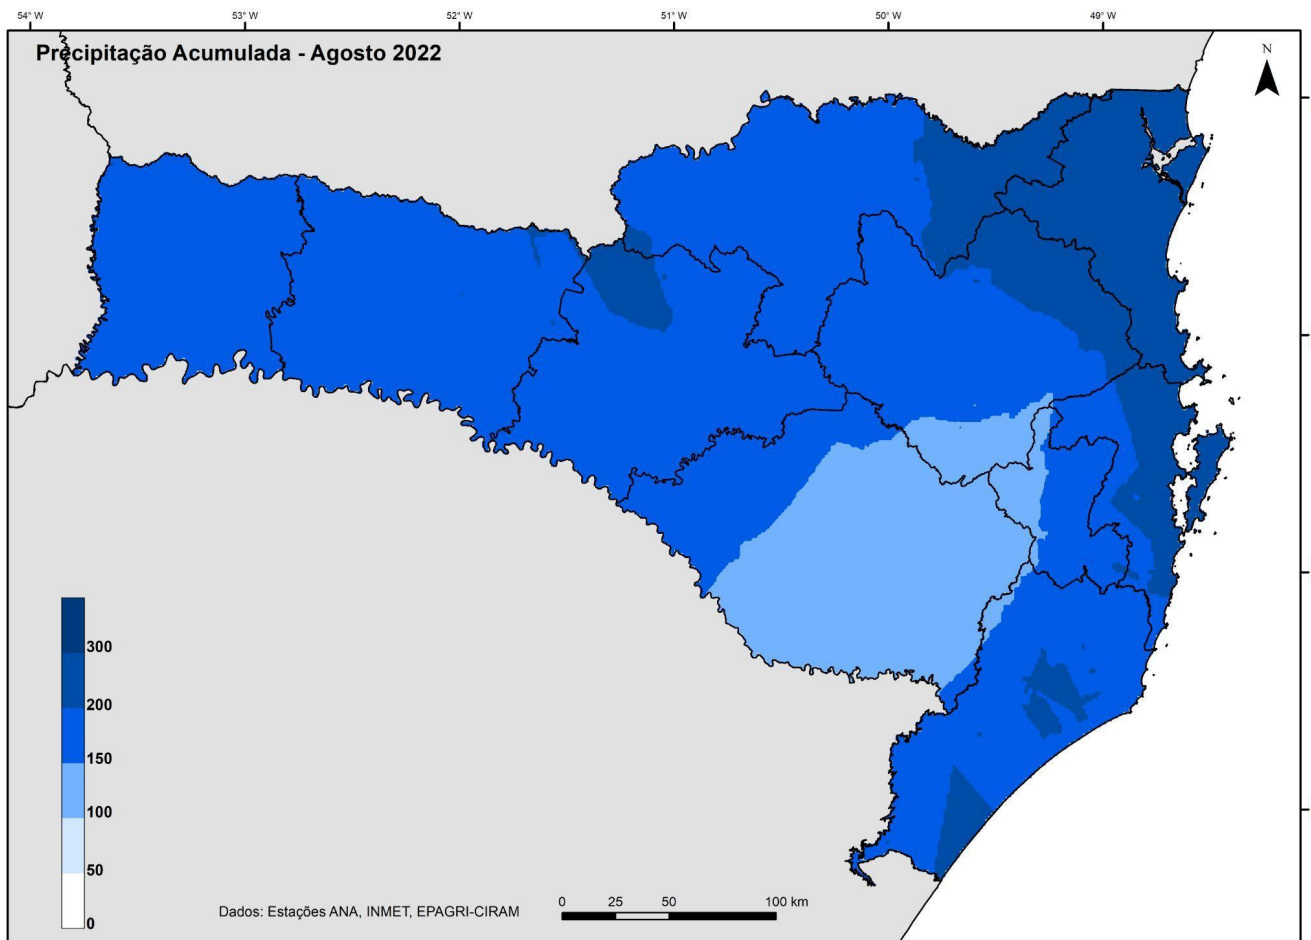 54° W 53° W 52° W 51° W 50° W 49° W
Precipitação Acumulada - Agosto 2022
N
300
200
150
100
50
0
Dados: Estações ANA, INMET, EPAGRI-CIRAM
0 25 50 100 km